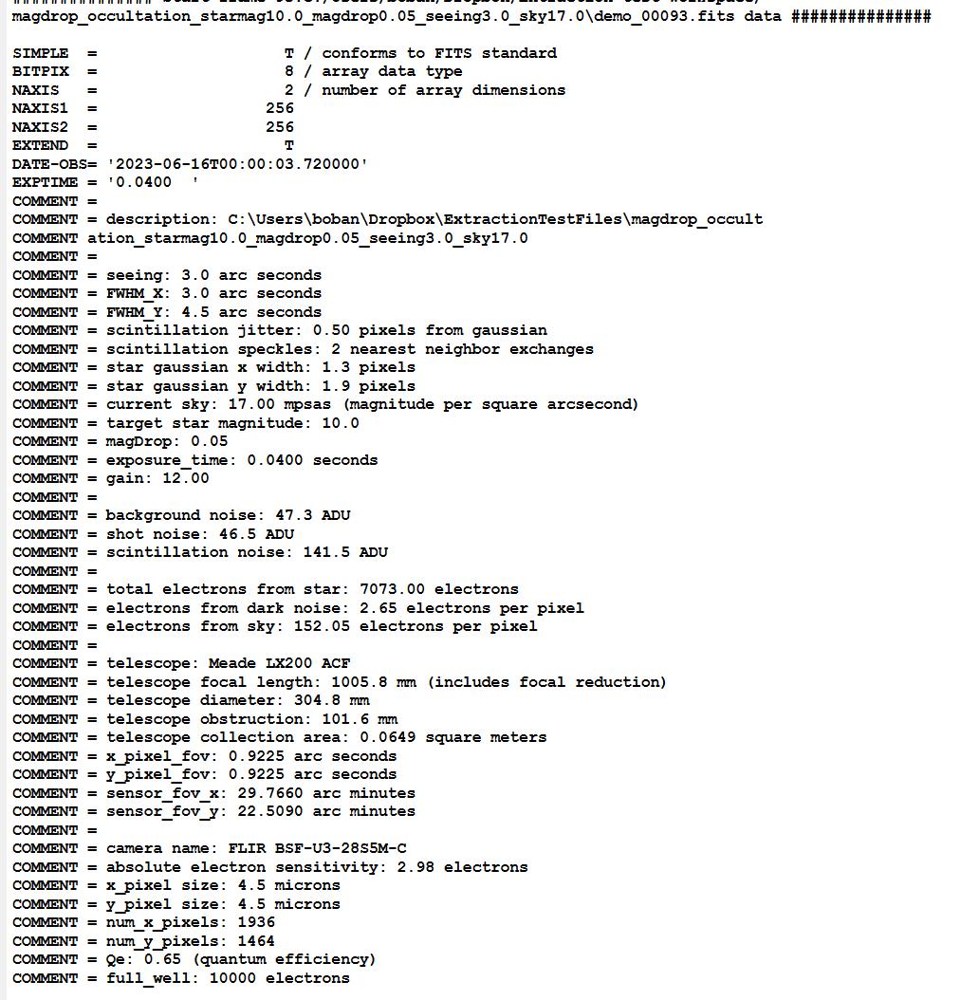 magdrop_occultation_starmag10.0_magdrop0.05_seeing3.0_sky17.0\demo_00093.fits data ###############
SIMPLE  =                    T / conforms to FITS standard
BITPIX  =                    8 / array data type
NAXIS   =                    2 / number of array dimensions
NAXIS1  =                  256
NAXIS2  =                  256
EXTEND  =                    T
DATE-OBS= '2023-06-16T00:00:03.720000'
EXPTIME = '0.0400  '
COMMENT =
COMMENT = description: C:\Users\boban\Dropbox\ExtractionTestFiles\magdrop_occult
COMMENT ation_starmag10.0_magdrop0.05_seeing3.0_sky17.0
COMMENT =
COMMENT = seeing: 3.0 arc seconds
COMMENT = FWHM_X: 3.0 arc seconds
COMMENT = FWHM_Y: 4.5 arc seconds
COMMENT = scintillation jitter: 0.50 pixels from gaussian
COMMENT = scintillation speckles: 2 nearest neighbor exchanges
COMMENT = star gaussian x width: 1.3 pixels
COMMENT = star gaussian y width: 1.9 pixels
COMMENT = current sky: 17.00 mpsas (magnitude per square arcsecond)
COMMENT = target star magnitude: 10.0
COMMENT = magDrop: 0.05
COMMENT = exposure_time: 0.0400 seconds
COMMENT = gain: 12.00
COMMENT =
COMMENT = background noise: 47.3 ADU
COMMENT = shot noise: 46.5 ADU
COMMENT = scintillation noise: 141.5 ADU
COMMENT =
COMMENT = total electrons from star: 7073.00 electrons
COMMENT = electrons from dark noise: 2.65 electrons per pixel
COMMENT = electrons from sky: 152.05 electrons per pixel
COMMENT =
COMMENT = telescope: Meade LX200 ACF
COMMENT = telescope focal length: 1005.8 mm (includes focal reduction)
COMMENT = telescope diameter: 304.8 mm
COMMENT = telescope obstruction: 101.6 mm
COMMENT = telescope collection area: 0.0649 square meters
COMMENT = x_pixel_fov: 0.9225 arc seconds
COMMENT = y_pixel_fov: 0.9225 arc seconds
COMMENT = sensor_fov_x: 29.7660 arc minutes
COMMENT = sensor_fov_y: 22.5090 arc minutes
COMMENT =
COMMENT = camera name: FLIR BSF-U3-28S5M-C
COMMENT = absolute electron sensitivity: 2.98 electrons
COMMENT = x_pixel size: 4.5 microns
COMMENT = y_pixel size: 4.5 microns
COMMENT = num_x_pixels: 1936
COMMENT = num_y_pixels: 1464
COMMENT = Qe: 0.65 (quantum efficiency)
COMMENT = full_well: 10000 electrons